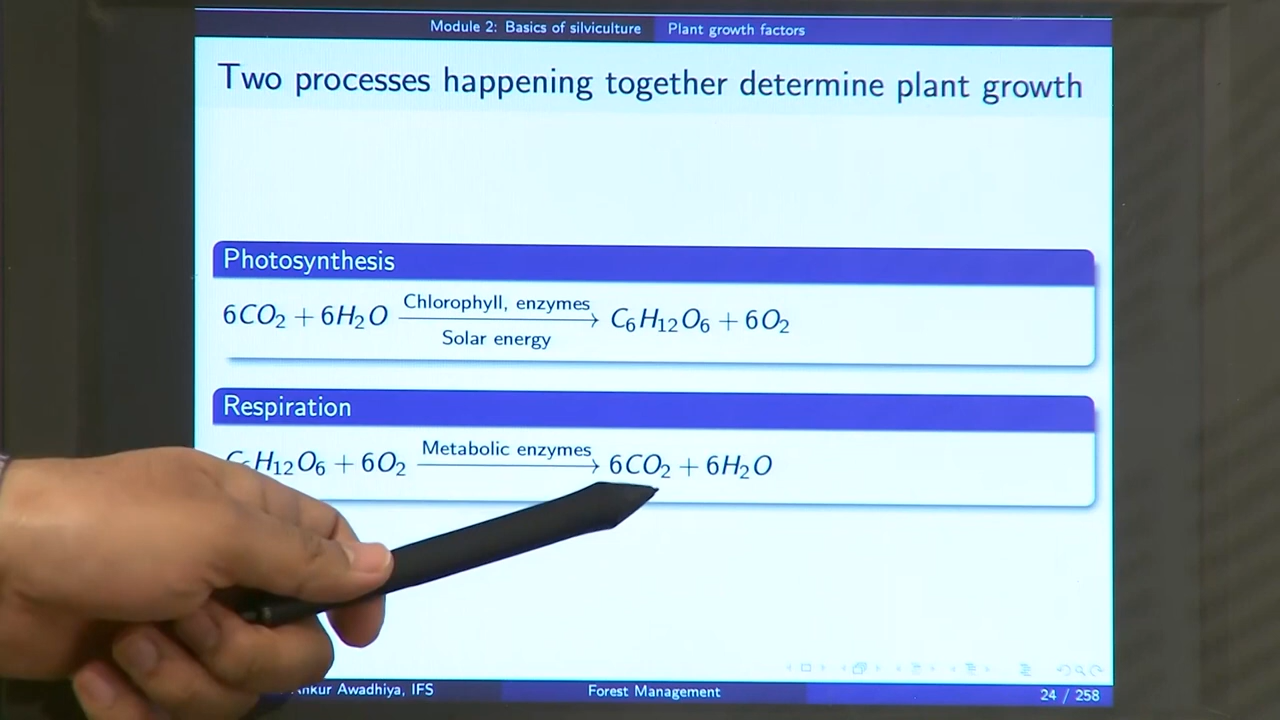 Module 2: Basics of silviculture Plant growth factors
Two processes happening together determine plant growth
Photosynthesis
6CO₂ + 6H₂O Chlorophyll, enzymes → Solar energy C₆H₁₂O₆ + 6O₂
Respiration
C₆H₁₂O₆ + 6O₂ Metabolic enzymes → 6CO₂ + 6H₂O
Ankur Awadhiya, IFS Forest Management 24 / 258